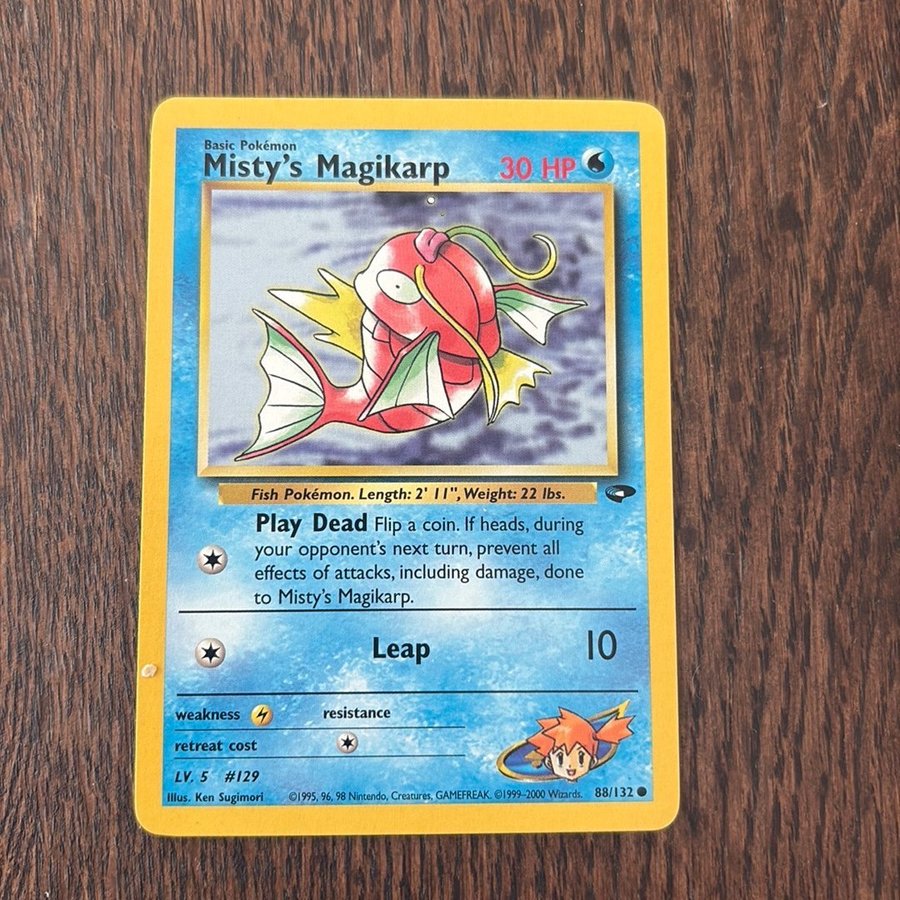 Basic Pokémon
Misty's Magikarp 30 HP
Fish Pokémon. Length: 2' 11", Weight: 22 lbs.
Play Dead Flip a coin. If heads, during
your opponent's next turn, prevent all
effects of attacks, including damage, done
to Misty's Magikarp.
Leap 10
weakness resistance
retreat cost
LV. 5 #129
Illus. Ken Sugimori ©1995, 96, 98 Nintendo, Creatures, GAMEFREAK. ©1999-2000 Wizards. 88/132